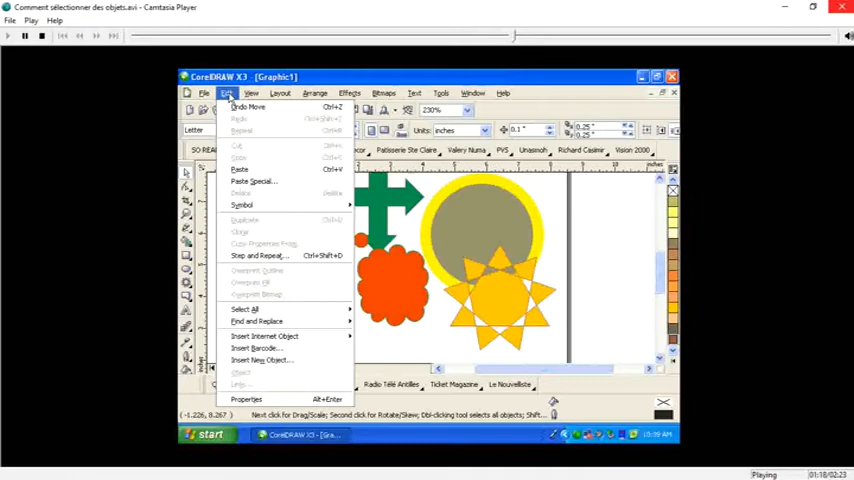 Comment sélectionner des objets.avi - Camtasia Player
File Play Help
CorelDRAW X3 - [Graphic1]
File Edit View Layout Arrange Effects Bitmaps Text Tools Window Help
Undo Move Ctrl+Z
Redo Ctrl+Shift+Z
Repeat Ctrl+R
230%
Letter
Units: inches
0.1 "
0.25 "
0.25 "
Cut Ctrl+X
Copy
Paste Ctrl+V
Paste Special...
Delete Delete
Symbol
SO REAL
Patisserie Ste Claire
Valery Numa
PVS
Unasmoh
Richard Casimir
Vision 2000
inches
Duplicate Ctrl+D
Clone
Copy Properties From...
Step and Repeat... Ctrl+Shift+D
Overprint Outline
Overprint Fill
Overprint Bitmap
Select All
Find and Replace
Insert Internet Object
Insert Barcode...
Insert New Object...
Object
Links...
Properties Alt+Enter
Radio Télé Antilles
Ticket Magazine
Le Nouvelliste
(-1.226, 8.267) Next click for Drag/Scale; Second click for Rotate/Skew; Dbl-clicking tool selects all objects; Shift...
start
CorelDRAW X3 - [Gra...
10:39 AM
Playing 01:18/02:23